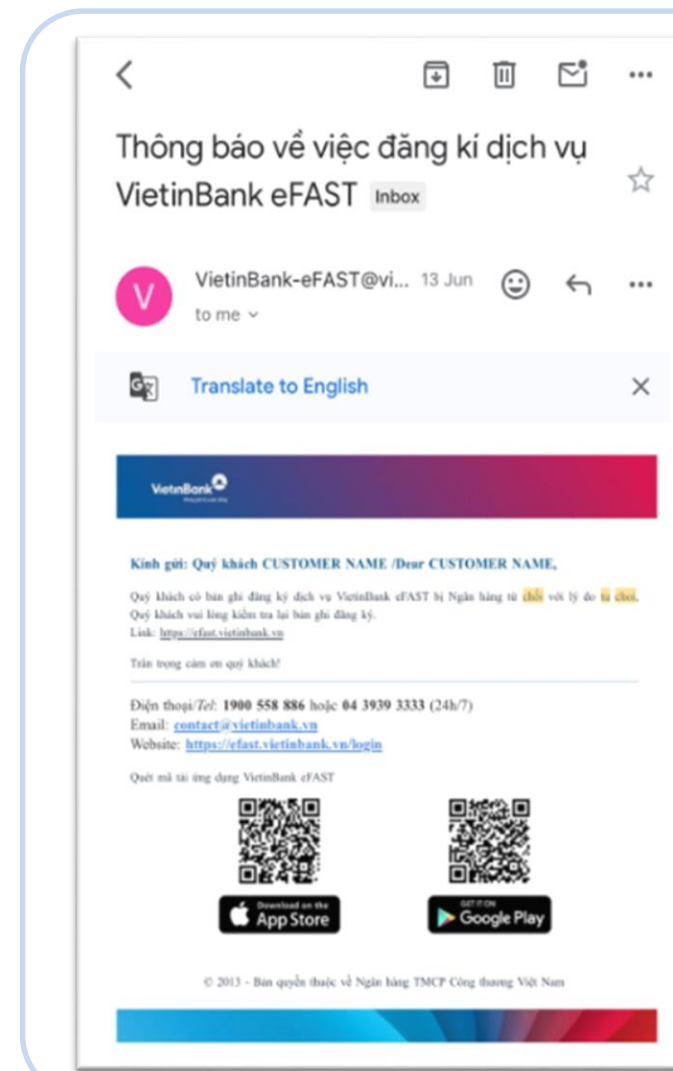 Thông báo về việc đăng kí dịch vụ
VietinBank eFAST Inbox
V
VietinBank-eFAST@vi... 13 Jun
to me
Translate to English
VietinBank
Kính gửi: Quý khách CUSTOMER NAME /Dear CUSTOMER NAME,
Quý khách có bản ghi đăng ký dịch vụ VietinBank eFAST bị Ngân hàng từ chối với lý do tu choi.
Quý khách vui lòng kiểm tra lại bản ghi đăng ký.
Link: https://efast.vietinbank.vn
Trân trọng cảm ơn quý khách!
Điện thoại/Tel: 1900 558 886 hoặc 04 3939 3333 (24h/7)
Email: contact@vietinbank.vn
Website: https://efast.vietinbank.vn/login
Quét mã tải ứng dụng VietinBank eFAST
Download on the
App Store
GET IT ON
Google Play
© 2013 - Bản quyền thuộc về Ngân hàng TMCP Công thương Việt Nam